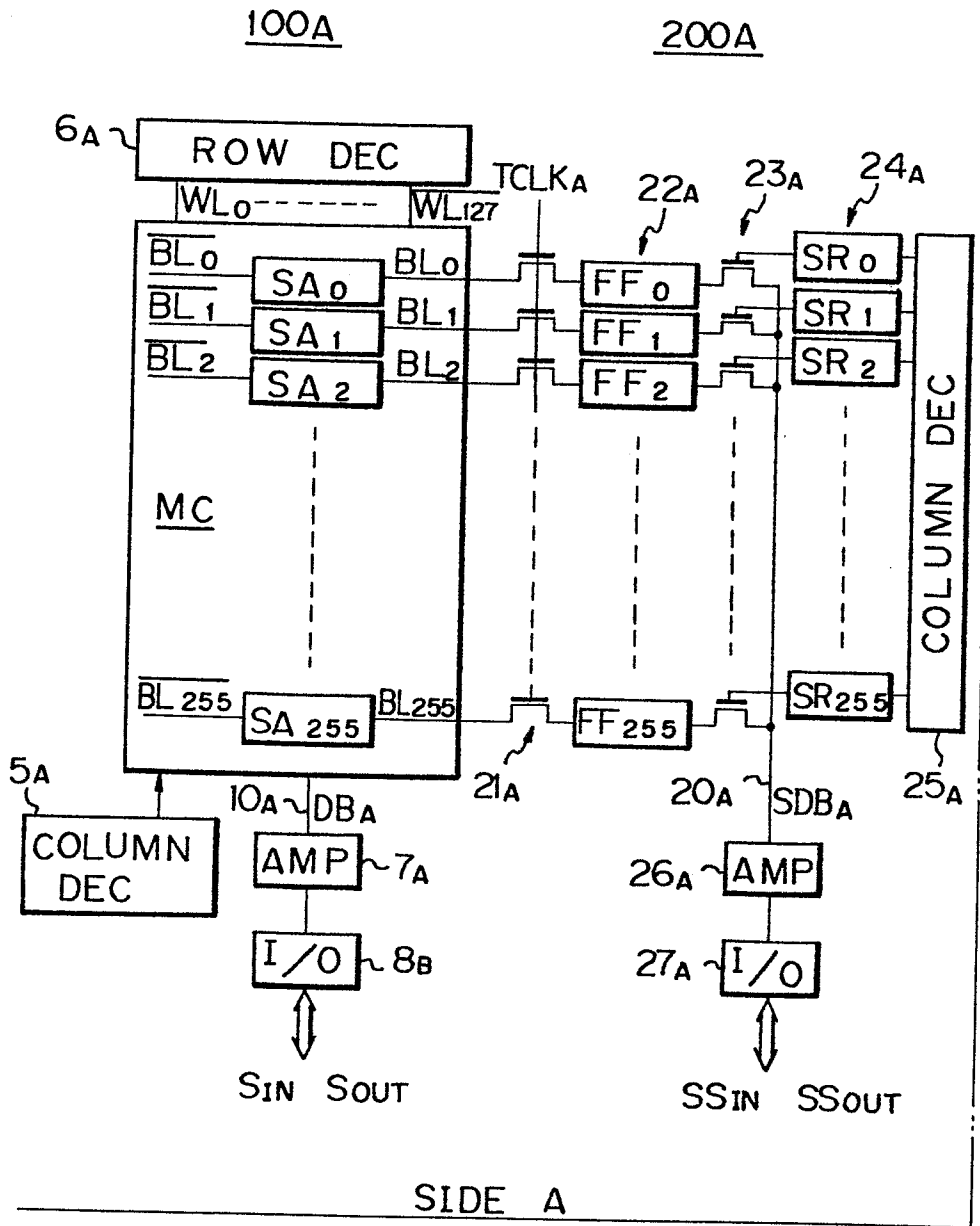 100A 200A
6A ROW DEC
WL0 WL127 TCLKA 22A 23A 24A
BL0 SA0 BL0 FF0 SR0
BL1 SA1 BL1 FF1 SR1
BL2 SA2 BL2 FF2 SR2
MC
COLUMN DEC
BL255 SA255 BL255 FF255 SR255
21A 25A
5A 10A DBA 20A SDBA
COLUMN DEC
AMP 7A 26A AMP
I/O 8B 27A I/O
SIN SOUT SSIN SSOUT
SIDE A